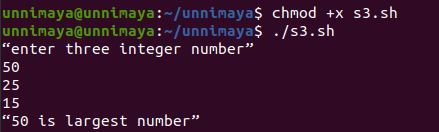 unnimaya@unnimaya:~/unnimaya$ chmod +x s3.sh
unnimaya@unnimaya:~/unnimaya$ ./s3.sh
“enter three integer number”
50
25
15
“50 is largest number”